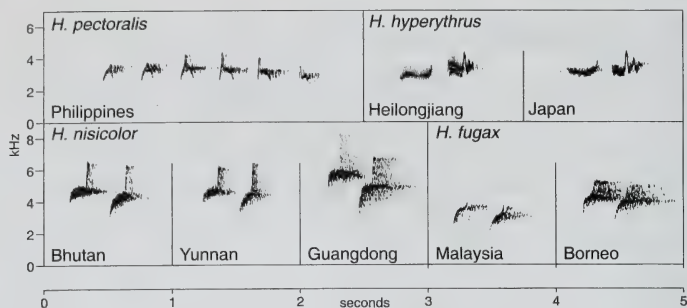 H. pectoralis
H. hyperythrus
6
4
2
0
Philippines
Heilongjiang
Japan
kHz
H. nisicolor
H. fugax
8
6
4
2
0
Bhutan
Yunnan
Guangdong
Malaysia
Borneo
0 1 2 seconds 3 4 5